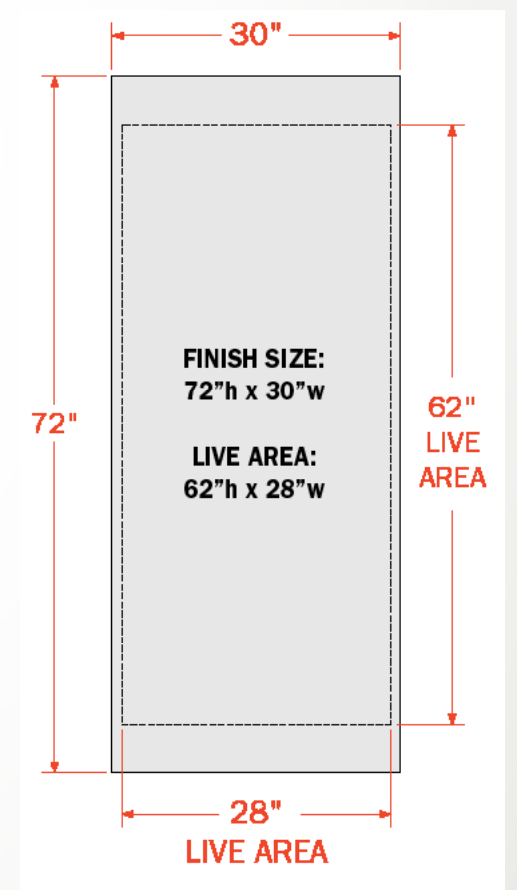 30"
72"
FINISH SIZE:
72”h x 30”w
LIVE AREA:
62”h x 28”w
62"
LIVE
AREA
28"
LIVE AREA